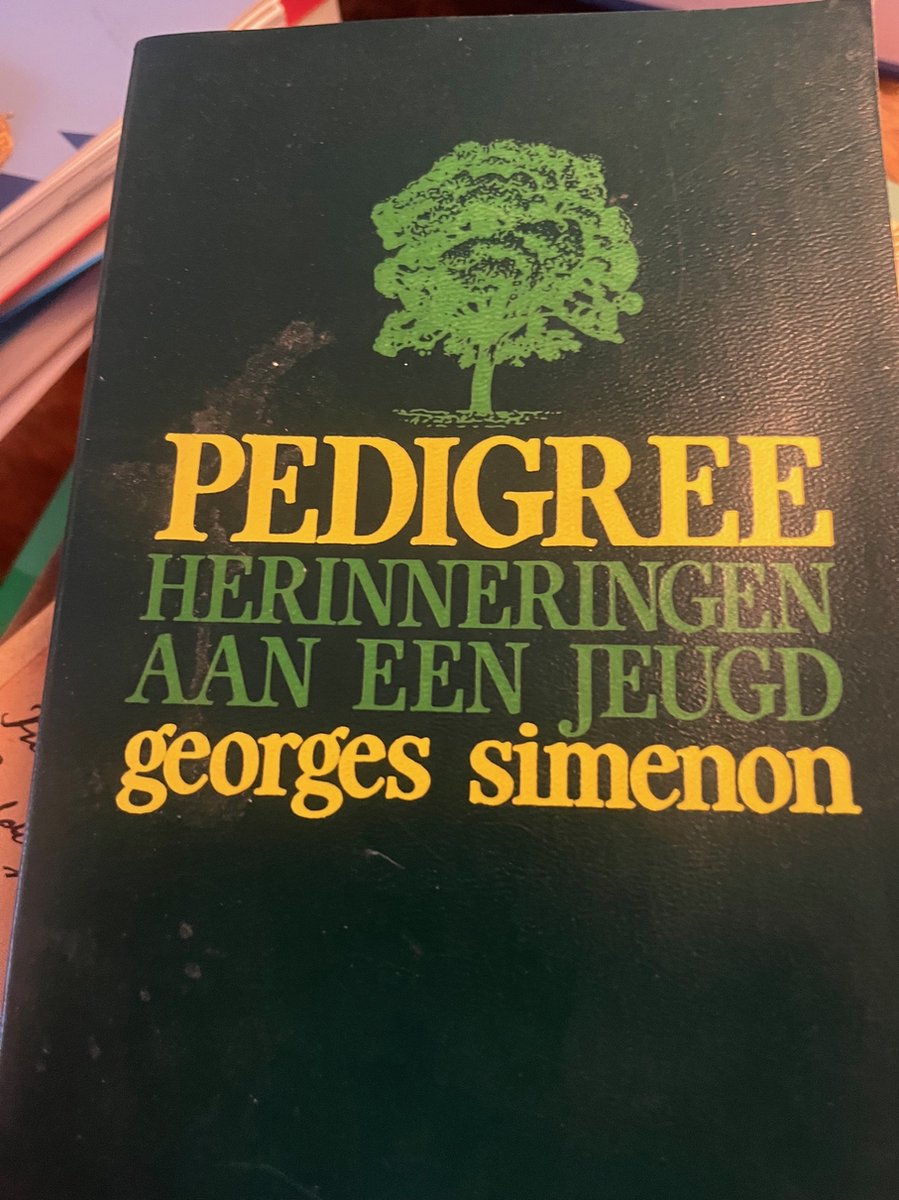 PEDIGREE
HERINNERINGEN
AAN EEN JEUGD
georges simenon